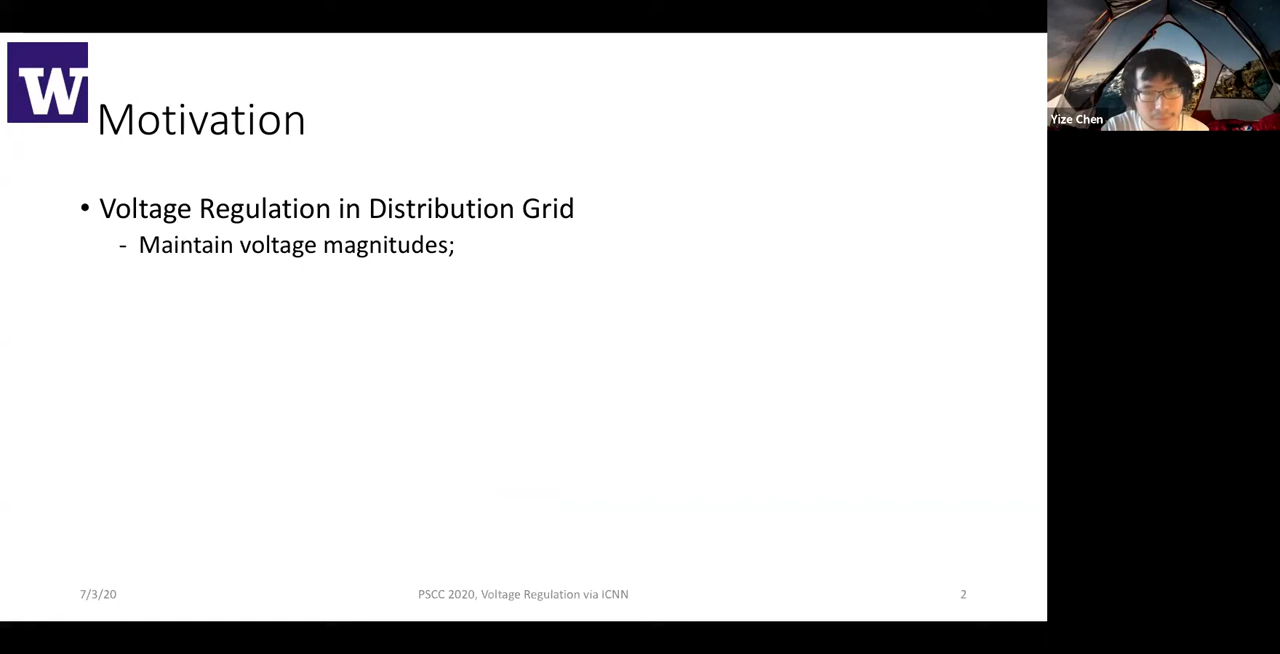 W
Motivation
• Voltage Regulation in Distribution Grid
- Maintain voltage magnitudes;
7/3/20
PSCC 2020, Voltage Regulation via ICNN
2
Yize Chen